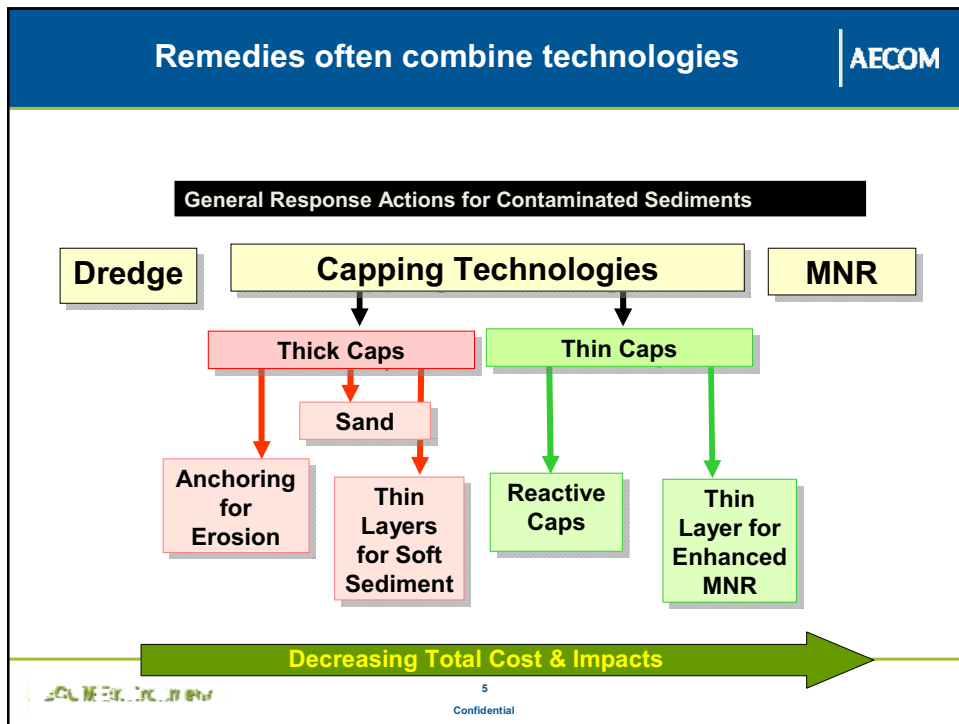 Remedies often combine technologies
AECOM
General Response Actions for Contaminated Sediments
Dredge
Capping Technologies
MNR
Thick Caps
Thin Caps
Sand
Anchoring
for
Erosion
Thin
Layers
for Soft
Sediment
Reactive
Caps
Thin
Layer for
Enhanced
MNR
Decreasing Total Cost & Impacts
5
Confidential